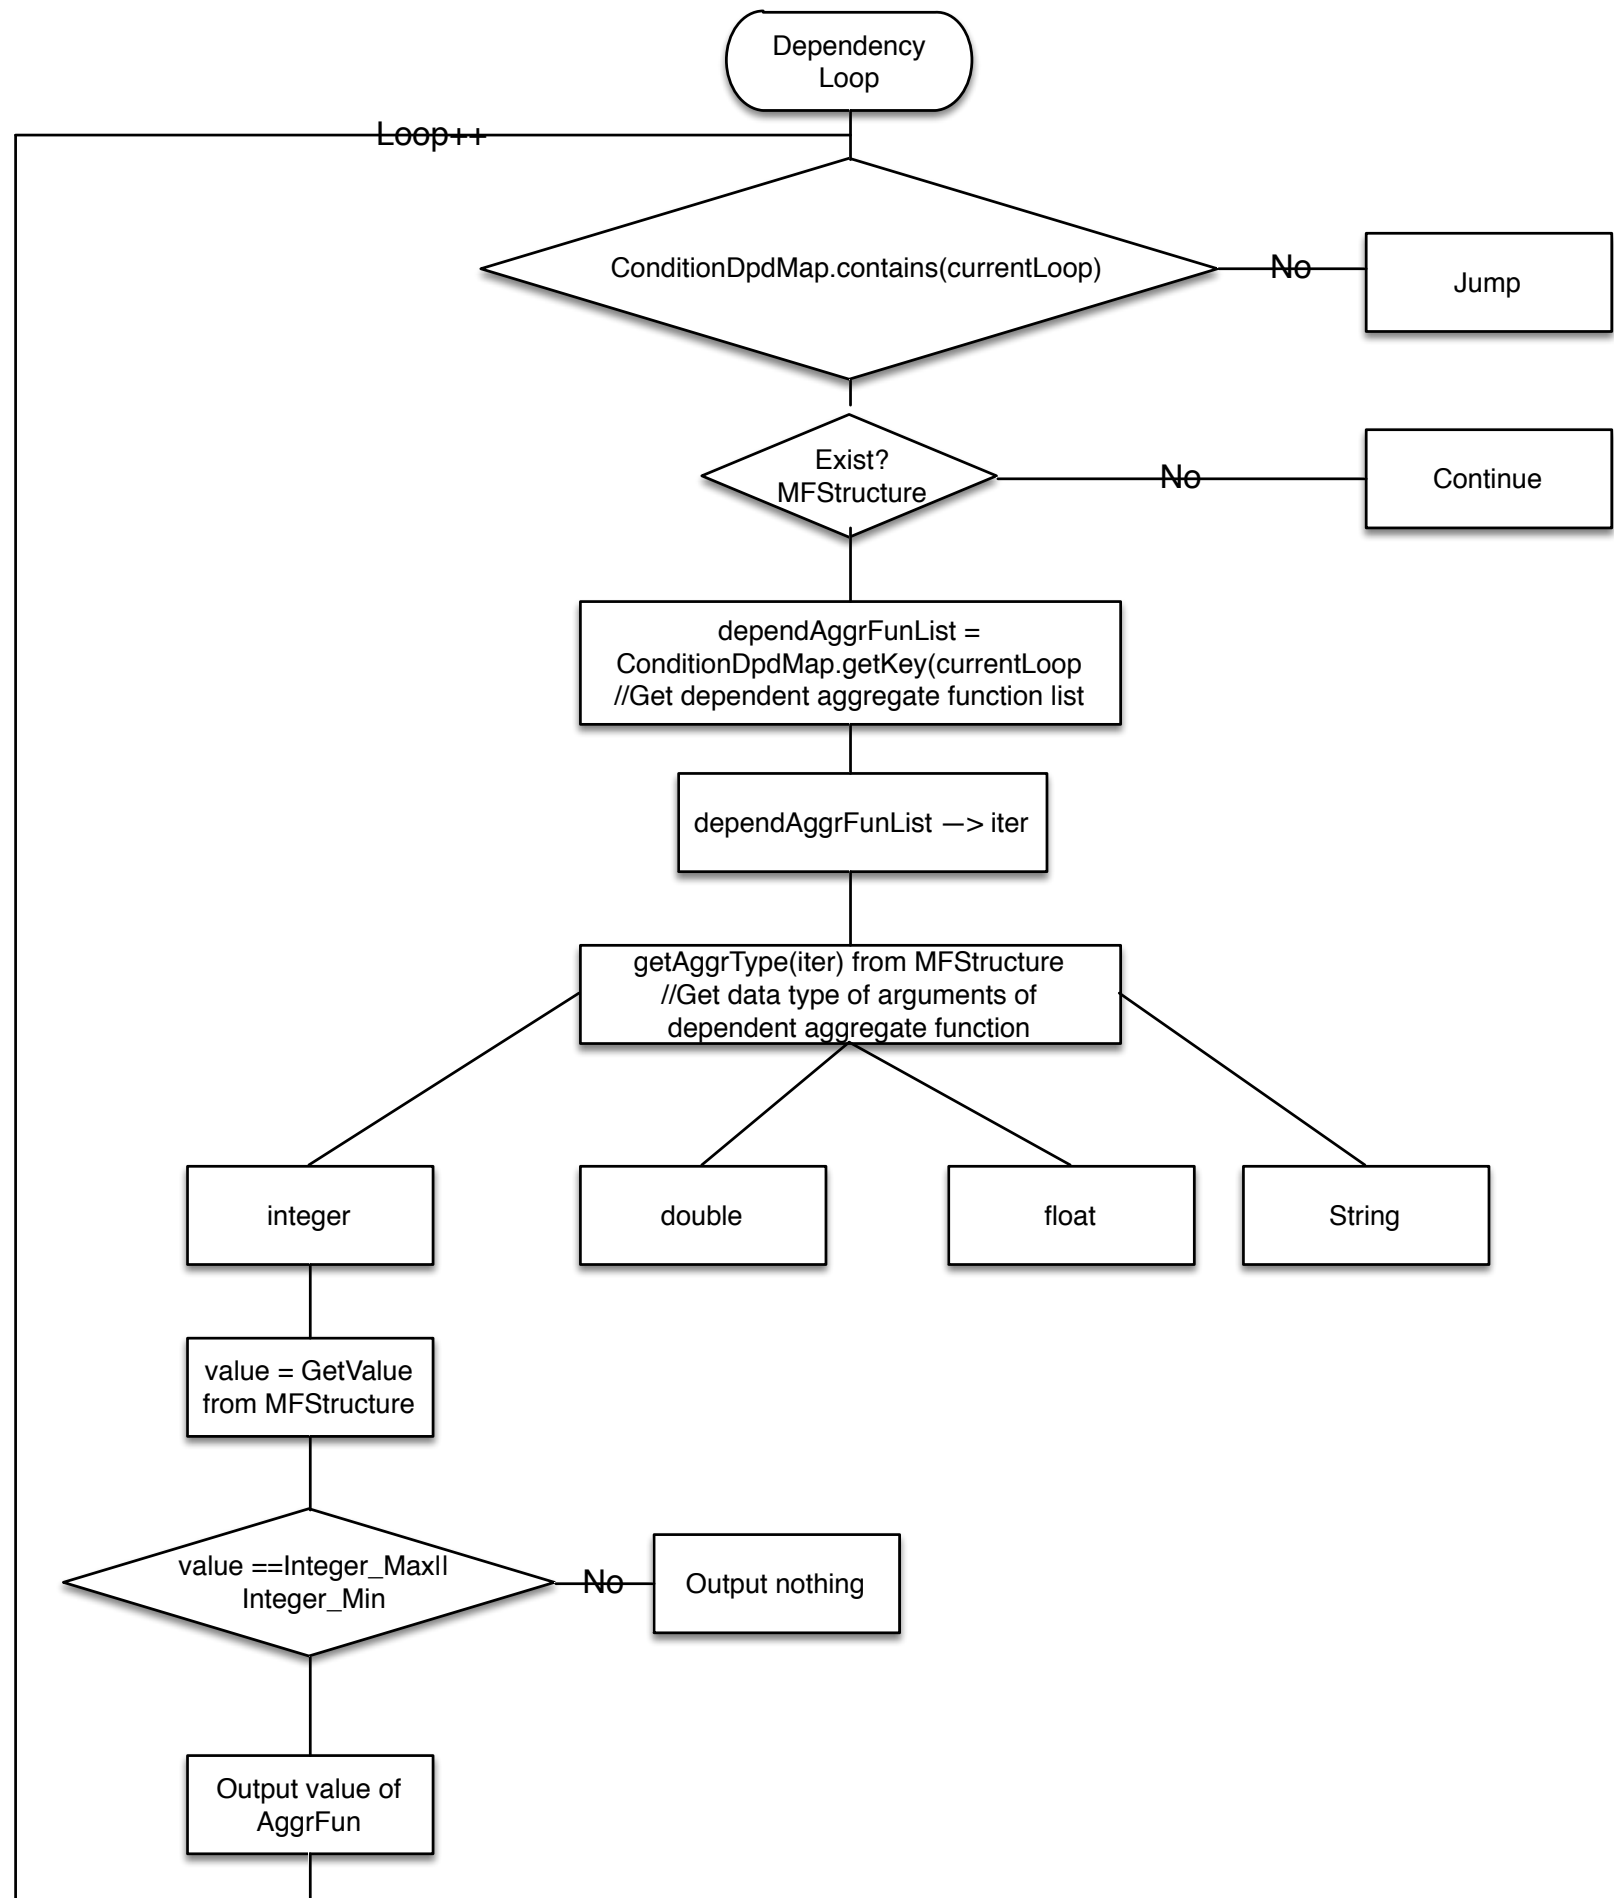 Dependency
Loop
Loop++
ConditionDpdMap.contains(currentLoop)
No
Jump
Exist?
MFStructure
No
Continue
dependAggrFunList =
ConditionDpdMap.getKey(currentLoop
//Get dependent aggregate function list
dependAggrFunList —> iter
getAggrType(iter) from MFStructure
//Get data type of arguments of
dependent aggregate function
integer
double
float
String
value = GetValue
from MFStructure
value ==Integer_Max||
Integer_Min
No
Output nothing
Output value of
AggrFun